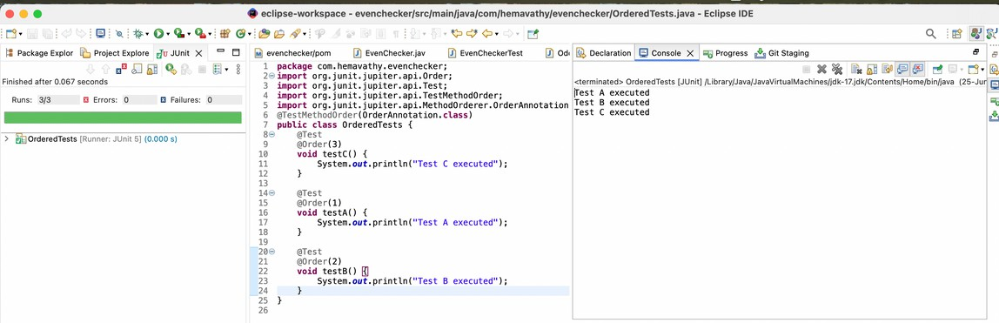 eclipse-workspace - evenchecker/src/main/java/com/hemavathy/evenchecker/OrderedTests.java - Eclipse IDE
Package Explor
Project Explore
JUnit
Finished after 0.067 seconds
Runs: 3/3
Errors: 0
Failures: 0
OrderedTests [Runner: JUnit 5] (0.000 s)
evenchecker/pom
EvenChecker.jav
EvenCheckerTest
1 package com.hemavathy.evenchecker;
2 import org.junit.jupiter.api.Order;
3 import org.junit.jupiter.api.Test;
4 import org.junit.jupiter.api.TestMethodOrder;
5 import org.junit.jupiter.api.MethodOrderer.OrderAnnotation
6 @TestMethodOrder(OrderAnnotation.class)
7 public class OrderedTests {
8 @Test
9 @Order(3)
10 void testC() {
11 System.out.println("Test C executed");
12 }
13
14 @Test
15 @Order(1)
16 void testA() {
17 System.out.println("Test A executed");
18 }
19
20 @Test
21 @Order(2)
22 void testB() {
23 System.out.println("Test B executed");
24 }
25 }
26
Declaration
Console
Progress
Git Staging
<terminated> OrderedTests [JUnit] /Library/Java/JavaVirtualMachines/jdk-17.jdk/Contents/Home/bin/java (25-Jun
Test A executed
Test B executed
Test C executed